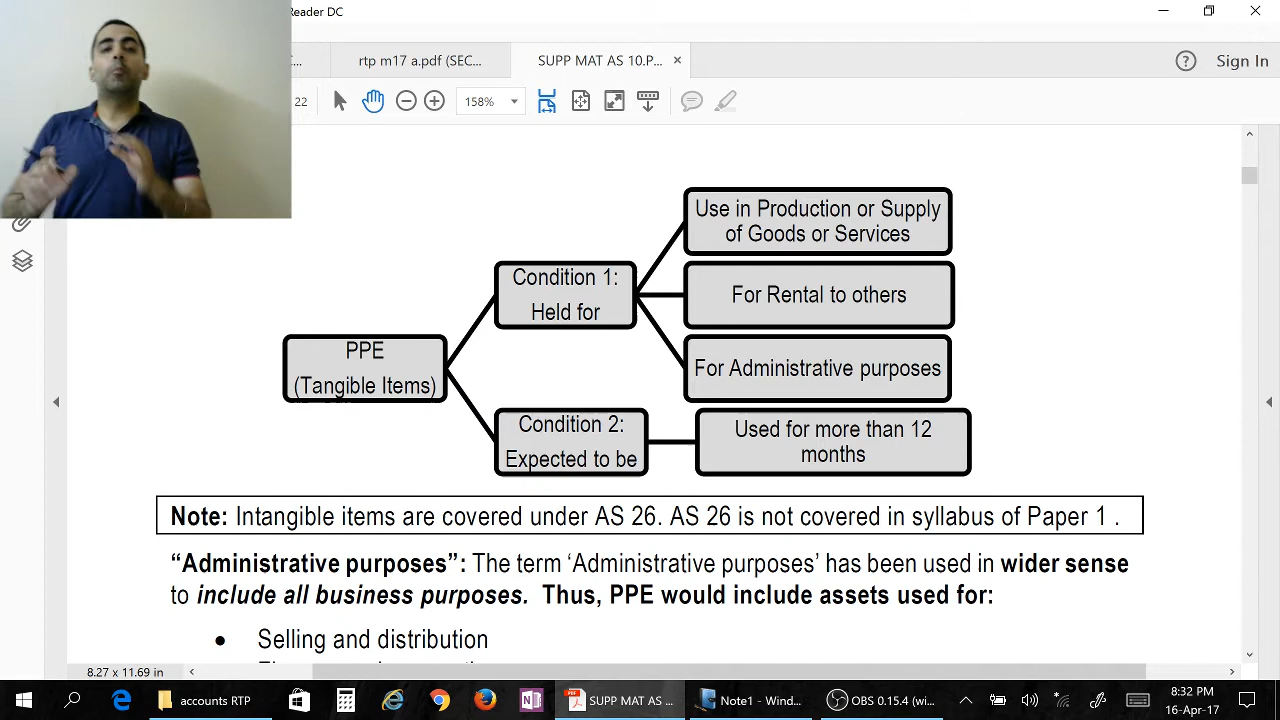 Reader DC
rtp m17 a.pdf (SEC...
SUPP MAT AS 10.P...
Sign In
22
158%
Use in Production or Supply
of Goods or Services
Condition 1:
Held for
For Rental to others
PPE
(Tangible Items)
For Administrative purposes
Condition 2:
Expected to be
Used for more than 12
months
Note: Intangible items are covered under AS 26. AS 26 is not covered in syllabus of Paper 1 .
“Administrative purposes”: The term ‘Administrative purposes’ has been used in wider sense
to include all business purposes. Thus, PPE would include assets used for:
• Selling and distribution
8.27 x 11.69 in
accounts RTP
SUPP MAT AS ...
Note1 - Wind...
OBS 0.15.4 (wi...
8:32 PM
16-Apr-17